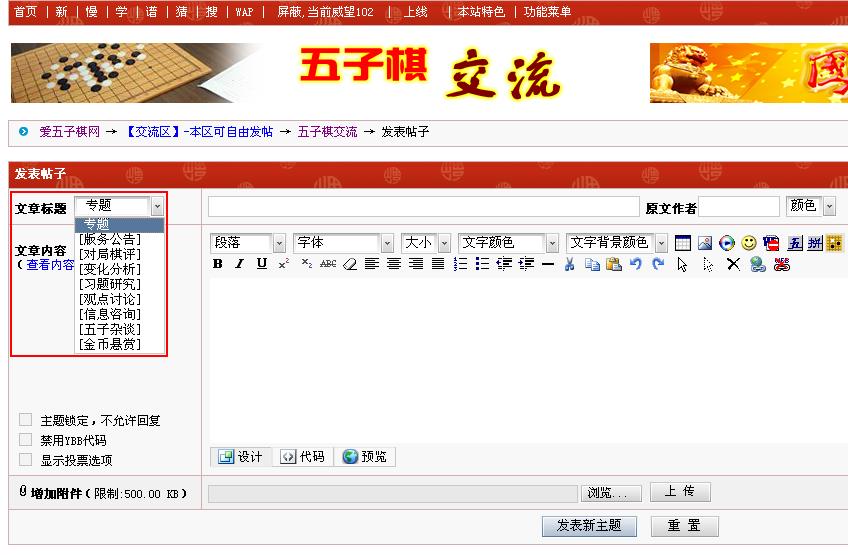 首页 | 新 | 慢 | 学 | 谱 | 猜 | 搜 | WAP | 屏蔽,当前威望102 | 上线 | 本站特色 | 功能菜单
五子棋 交流
爱五子棋网 → 【交流区】-本区可自由发帖 → 五子棋交流 → 发表帖子
发表帖子
文章标题 专题 原文作者 颜色
专题
[版务公告]
[对局棋评]
[变化分析]
[习题研究]
[观点讨论]
[信息咨询]
[五子杂谈]
[金币悬赏]
文章内容
(查看内容
段落 字体 大小 文字颜色 文字背景颜色 五 拼
B I U x² x₂ ABC
主题锁定，不允许回复
禁用YBB代码
显示投票选项
设计 代码 预览
增加附件(限制:500.00 KB) 浏览... 上 传
发表新主题 重 置